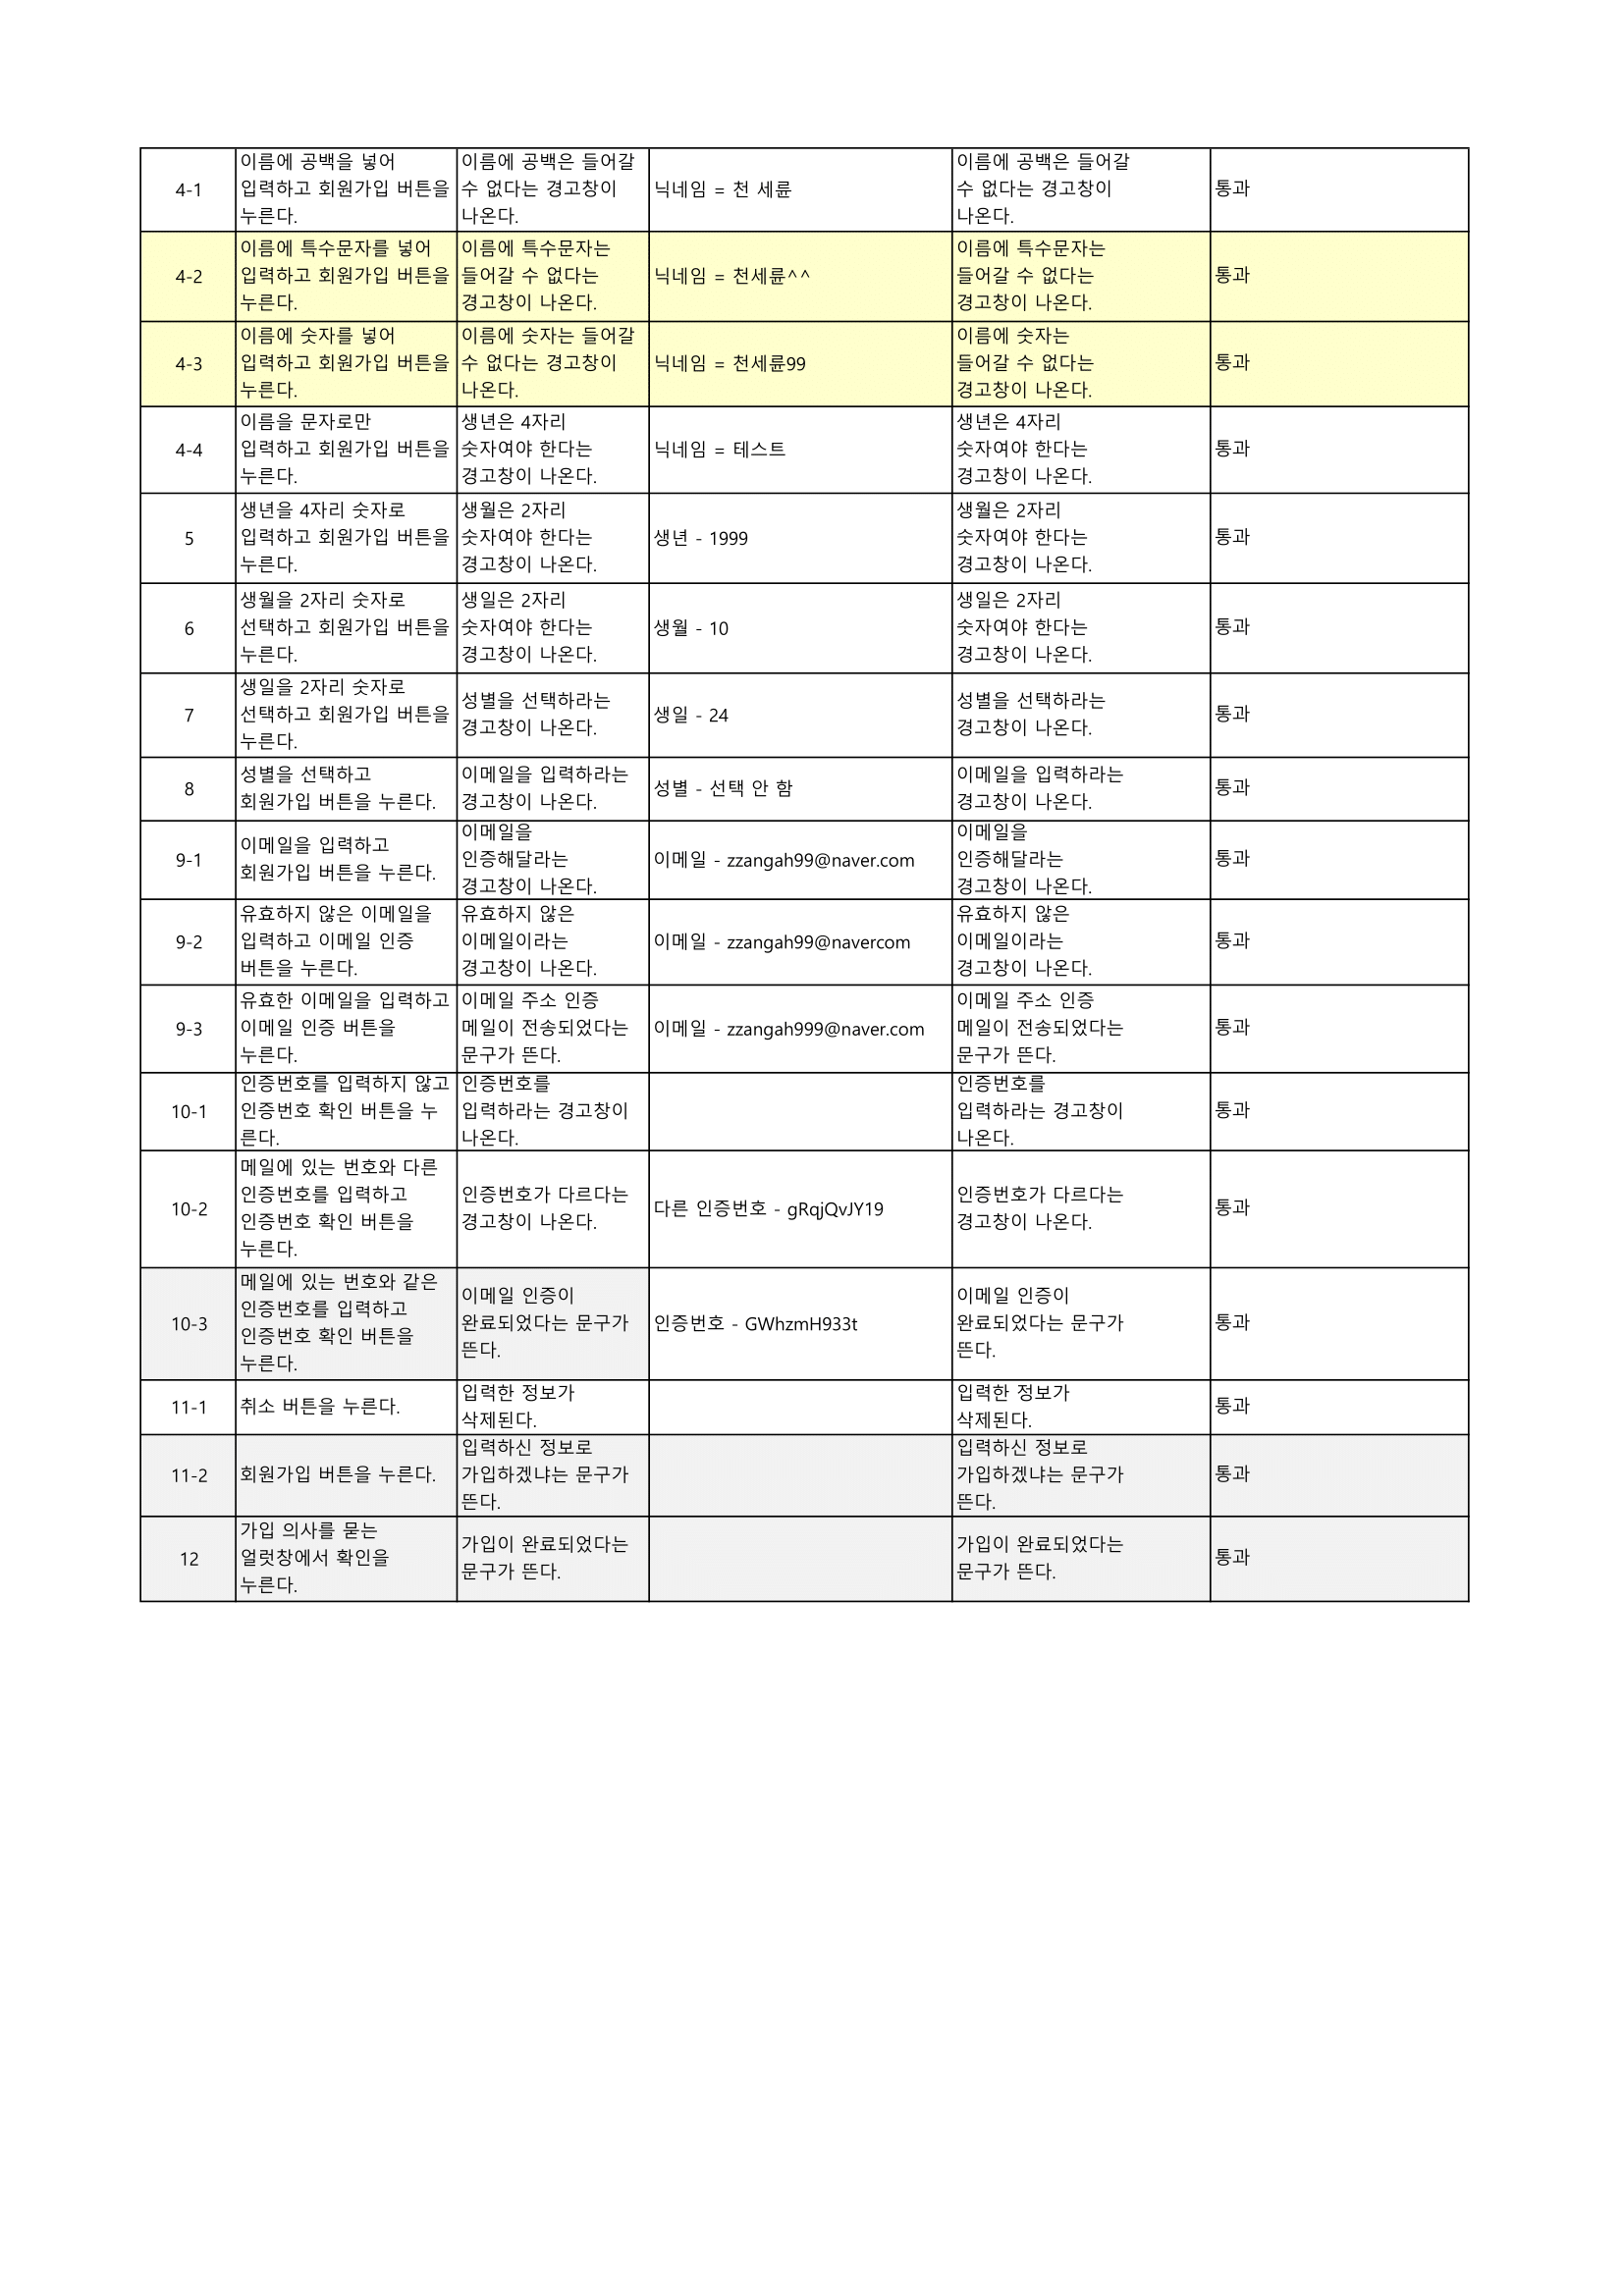 4-1
이름에 공백을 넣어
입력하고 회원가입 버튼을
누른다.
이름에 공백은 들어갈
수 없다는 경고창이
나온다.
닉네임 = 천 세륜
이름에 공백은 들어갈
수 없다는 경고창이
나온다.
통과
4-2
이름에 특수문자를 넣어
입력하고 회원가입 버튼을
누른다.
이름에 특수문자는
들어갈 수 없다는
경고창이 나온다.
닉네임 = 천세륜^^
이름에 특수문자는
들어갈 수 없다는
경고창이 나온다.
통과
4-3
이름에 숫자를 넣어
입력하고 회원가입 버튼을
누른다.
이름에 숫자는 들어갈
수 없다는 경고창이
나온다.
닉네임 = 천세륜99
이름에 숫자는
들어갈 수 없다는
경고창이 나온다.
통과
4-4
이름을 문자로만
입력하고 회원가입 버튼을
누른다.
생년은 4자리
숫자여야 한다는
경고창이 나온다.
닉네임 = 테스트
생년은 4자리
숫자여야 한다는
경고창이 나온다.
통과
5
생년을 4자리 숫자로
입력하고 회원가입 버튼을
누른다.
생월은 2자리
숫자여야 한다는
경고창이 나온다.
생년 - 1999
생월은 2자리
숫자여야 한다는
경고창이 나온다.
통과
6
생월을 2자리 숫자로
선택하고 회원가입 버튼을
누른다.
생일은 2자리
숫자여야 한다는
경고창이 나온다.
생월 - 10
생일은 2자리
숫자여야 한다는
경고창이 나온다.
통과
7
생일을 2자리 숫자로
선택하고 회원가입 버튼을
누른다.
성별을 선택하라는
경고창이 나온다.
생일 - 24
성별을 선택하라는
경고창이 나온다.
통과
8
성별을 선택하고
회원가입 버튼을 누른다.
이메일을 입력하라는
경고창이 나온다.
성별 - 선택 안 함
이메일을 입력하라는
경고창이 나온다.
통과
9-1
이메일을 입력하고
회원가입 버튼을 누른다.
이메일을
인증해달라는
경고창이 나온다.
이메일 - zzangah99@naver.com
이메일을
인증해달라는
경고창이 나온다.
통과
9-2
유효하지 않은 이메일을
입력하고 이메일 인증
버튼을 누른다.
유효하지 않은
이메일이라는
경고창이 나온다.
이메일 - zzangah99@navercom
유효하지 않은
이메일이라는
경고창이 나온다.
통과
9-3
유효한 이메일을 입력하고
이메일 인증 버튼을
누른다.
이메일 주소 인증
메일이 전송되었다는
문구가 뜬다.
이메일 - zzangah999@naver.com
이메일 주소 인증
메일이 전송되었다는
문구가 뜬다.
통과
10-1
인증번호를 입력하지 않고
인증번호 확인 버튼을 누
른다.
인증번호를
입력하라는 경고창이
나온다.
인증번호를
입력하라는 경고창이
나온다.
통과
10-2
메일에 있는 번호와 다른
인증번호를 입력하고
인증번호 확인 버튼을
누른다.
인증번호가 다르다는
경고창이 나온다.
다른 인증번호 - gRqjQvJY19
인증번호가 다르다는
경고창이 나온다.
통과
10-3
메일에 있는 번호와 같은
인증번호를 입력하고
인증번호 확인 버튼을
누른다.
이메일 인증이
완료되었다는 문구가
뜬다.
인증번호 - GWhzmH933t
이메일 인증이
완료되었다는 문구가
뜬다.
통과
11-1
취소 버튼을 누른다.
입력한 정보가
삭제된다.
입력한 정보가
삭제된다.
통과
11-2
회원가입 버튼을 누른다.
입력하신 정보로
가입하겠냐는 문구가
뜬다.
입력하신 정보로
가입하겠냐는 문구가
뜬다.
통과
12
가입 의사를 묻는
얼럿창에서 확인을
누른다.
가입이 완료되었다는
문구가 뜬다.
가입이 완료되었다는
문구가 뜬다.
통과